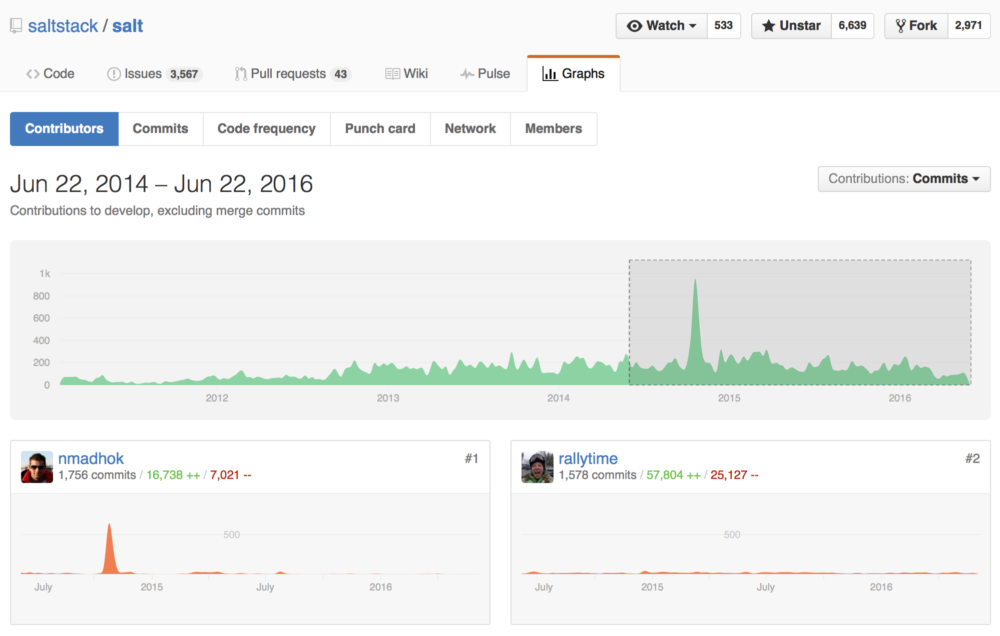 saltstack / salt
Watch 533
Unstar 6,639
Fork 2,971
Code
Issues 3,567
Pull requests 43
Wiki
Pulse
Graphs
Contributors
Commits
Code frequency
Punch card
Network
Members
Jun 22, 2014 – Jun 22, 2016
Contributions: Commits
Contributions to develop, excluding merge commits
1k
800
600
400
200
0
2012 2013 2014 2015 2016
nmadhok #1
1,756 commits / 16,738 ++ / 7,021 --
500
July 2015 July 2016
rallytime #2
1,578 commits / 57,804 ++ / 25,127 --
500
July 2015 July 2016